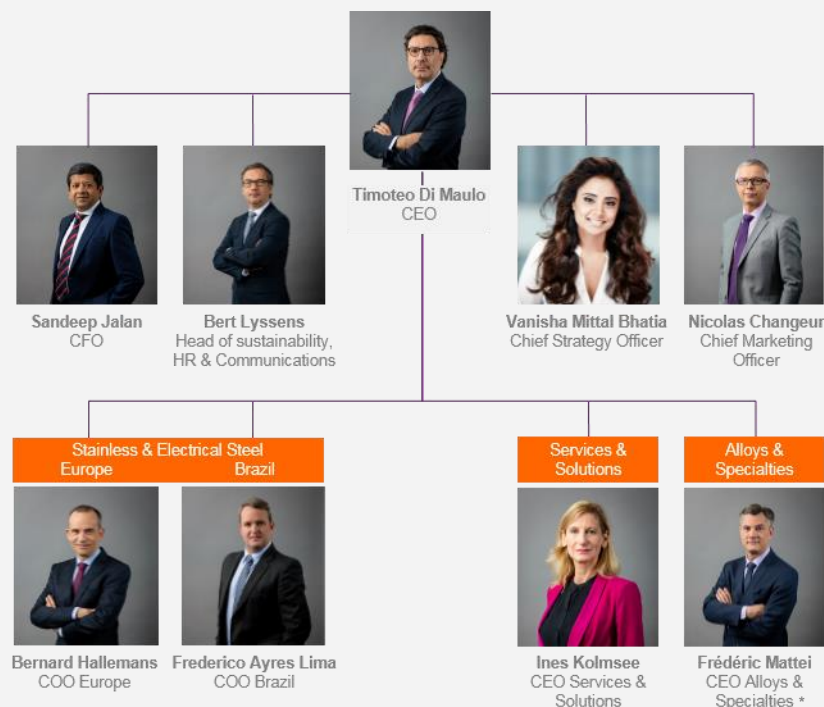 Timoteo Di Maulo
CEO
Sandeep Jalan
CFO
Bert Lyssens
Head of sustainability,
HR & Communications
Vanisha Mittal Bhatia
Chief Strategy Officer
Nicolas Changeur
Chief Marketing
Officer
Stainless & Electrical Steel
Europe Brazil
Services &
Solutions
Alloys &
Specialties
Bernard Hallemans
COO Europe
Frederico Ayres Lima
COO Brazil
Ines Kolmsee
CEO Services &
Solutions
Frédéric Mattei
CEO Alloys &
Specialties *